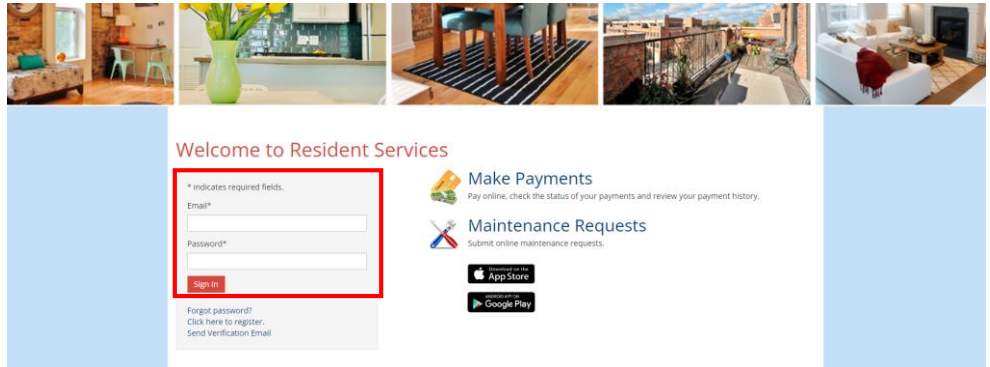 Welcome to Resident Services
* indicates required fields.
Email*
Password*
Sign In
Forgot password?
Click here to register.
Send Verification Email
Make Payments
Pay online, check the status of your payments and review your payment history.
Maintenance Requests
Submit online maintenance requests.
Download on the
App Store
ANDROID APP ON
Google Play